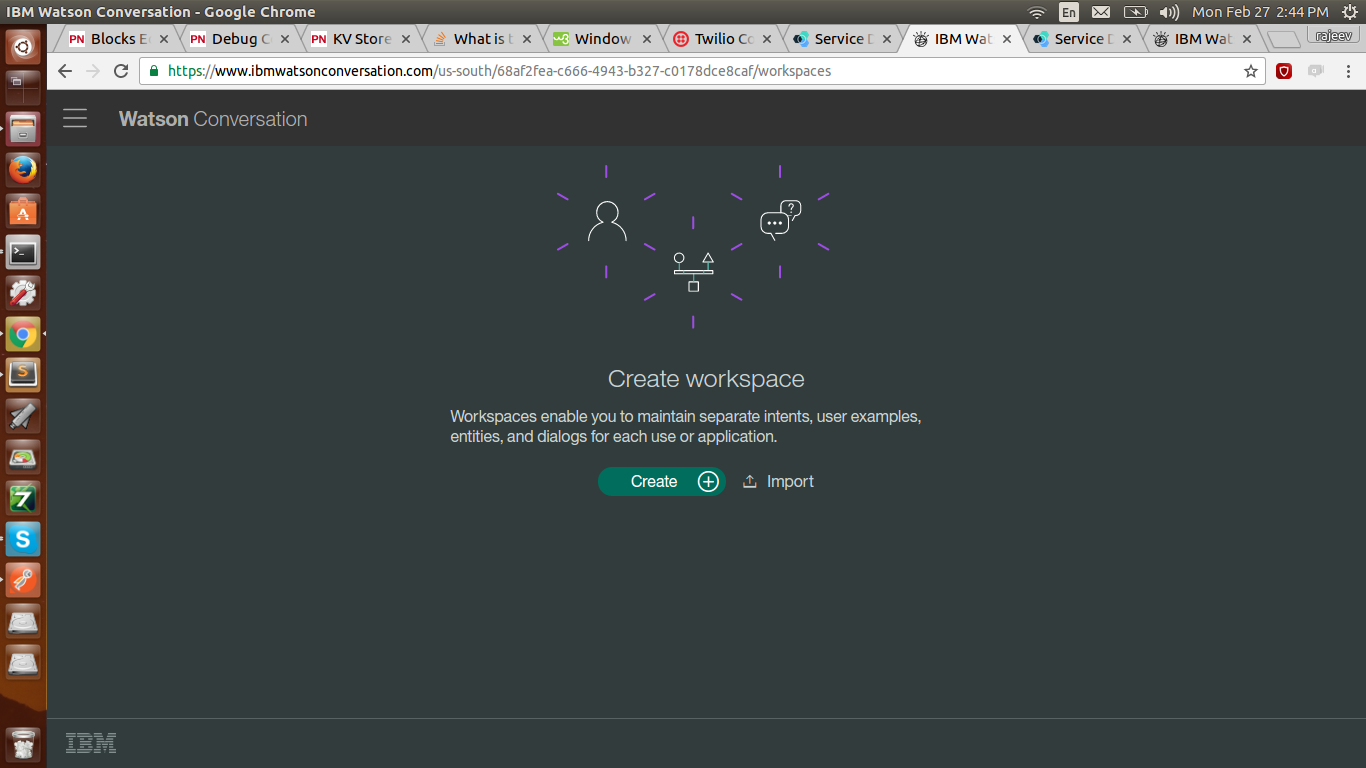 IBM Watson Conversation - Google Chrome
En
Mon Feb 27 2:44 PM
PN Blocks E
PN Debug C
PN KV Store
What is t
w3 Window
Twilio Co
Service D
IBM Wat
Service D
IBM Wat
rajeev
https://www.ibmwatsonconversation.com/us-south/68af2fea-c666-4943-b327-c0178dce8caf/workspaces
Watson Conversation
?
Create workspace
Workspaces enable you to maintain separate intents, user examples,
entities, and dialogs for each use or application.
Create
Import
IBM